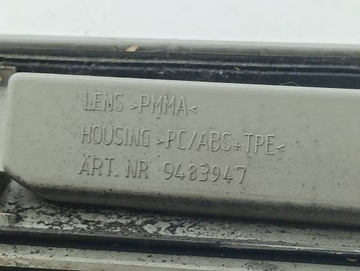 LENS >PMMA<
HOUSING >PC/ABS+TPE<
ART. NR 9483947